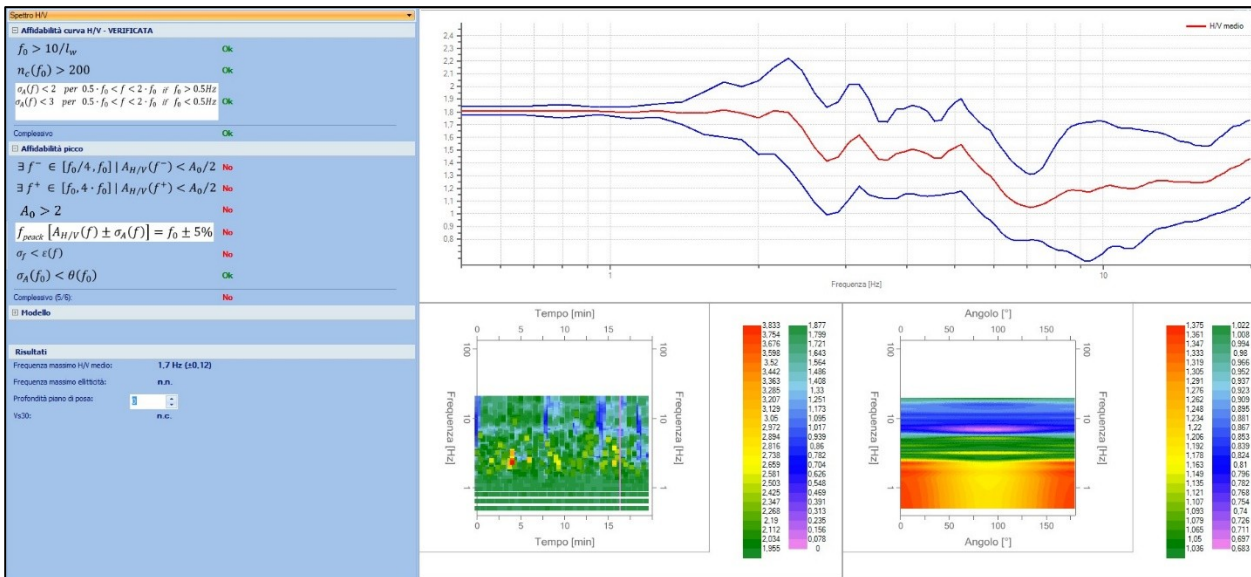 Spettro H/V
Affidabilità curva H/V - VERIFICATA
f₀ > 10/l_w Ok
n_c(f₀) > 200 Ok
σ_A(f) < 2 per 0.5 · f₀ < f < 2 · f₀ if f₀ > 0.5Hz
σ_A(f) < 3 per 0.5 · f₀ < f < 2 · f₀ if f₀ < 0.5Hz Ok
Complessivo Ok
Affidabilità picco
∃ f⁻ ∈ [f₀/4, f₀] | A_H/V(f⁻) < A₀/2 No
∃ f⁺ ∈ [f₀, 4 · f₀] | A_H/V(f⁺) < A₀/2 No
A₀ > 2 No
f_peack [A_H/V(f) ± σ_A(f)] = f₀ ± 5% No
σ_f < ε(f) No
σ_A(f₀) < θ(f₀) Ok
Complessivo (5/6): No
Modello
Risultati
Frequenza massimo H/V medio: 1,7 Hz (±0,12)
Frequenza massimo ellitticità: n.n.
Profondità piano di posa: 0
Vs30: n.c.
H/V medio
2,4
2,3
2,2
2,1
2
1,9
1,8
1,7
1,6
1,5
1,4
1,3
1,2
1,1
1
0,9
0,8
1 10
Frequenza [Hz]
Tempo [min]
0 5 10 15
100
10
1
Frequenza [Hz]
100
10
1
Frequenza [Hz]
0 5 10 15
Tempo [min]
3,833 1,877
3,754 1,799
3,676 1,721
3,598 1,643
3,52 1,564
3,442 1,486
3,363 1,408
3,285 1,33
3,207 1,251
3,129 1,173
3,05 1,095
2,972 1,017
2,894 0,939
2,816 0,86
2,738 0,782
2,659 0,704
2,581 0,626
2,503 0,548
2,425 0,469
2,347 0,391
2,268 0,313
2,19 0,235
2,112 0,156
2,034 0,078
1,955 0
Angolo [°]
0 50 100 150
100
10
1
Frequenza [Hz]
100
10
1
Frequenza [Hz]
0 50 100 150
Angolo [°]
1,375 1,022
1,361 1,008
1,347 0,994
1,333 0,98
1,319 0,966
1,305 0,952
1,291 0,937
1,276 0,923
1,262 0,909
1,248 0,895
1,234 0,881
1,22 0,867
1,206 0,853
1,192 0,839
1,178 0,824
1,163 0,81
1,149 0,796
1,135 0,782
1,121 0,768
1,107 0,754
1,093 0,74
1,079 0,726
1,065 0,711
1,05 0,697
1,036 0,683